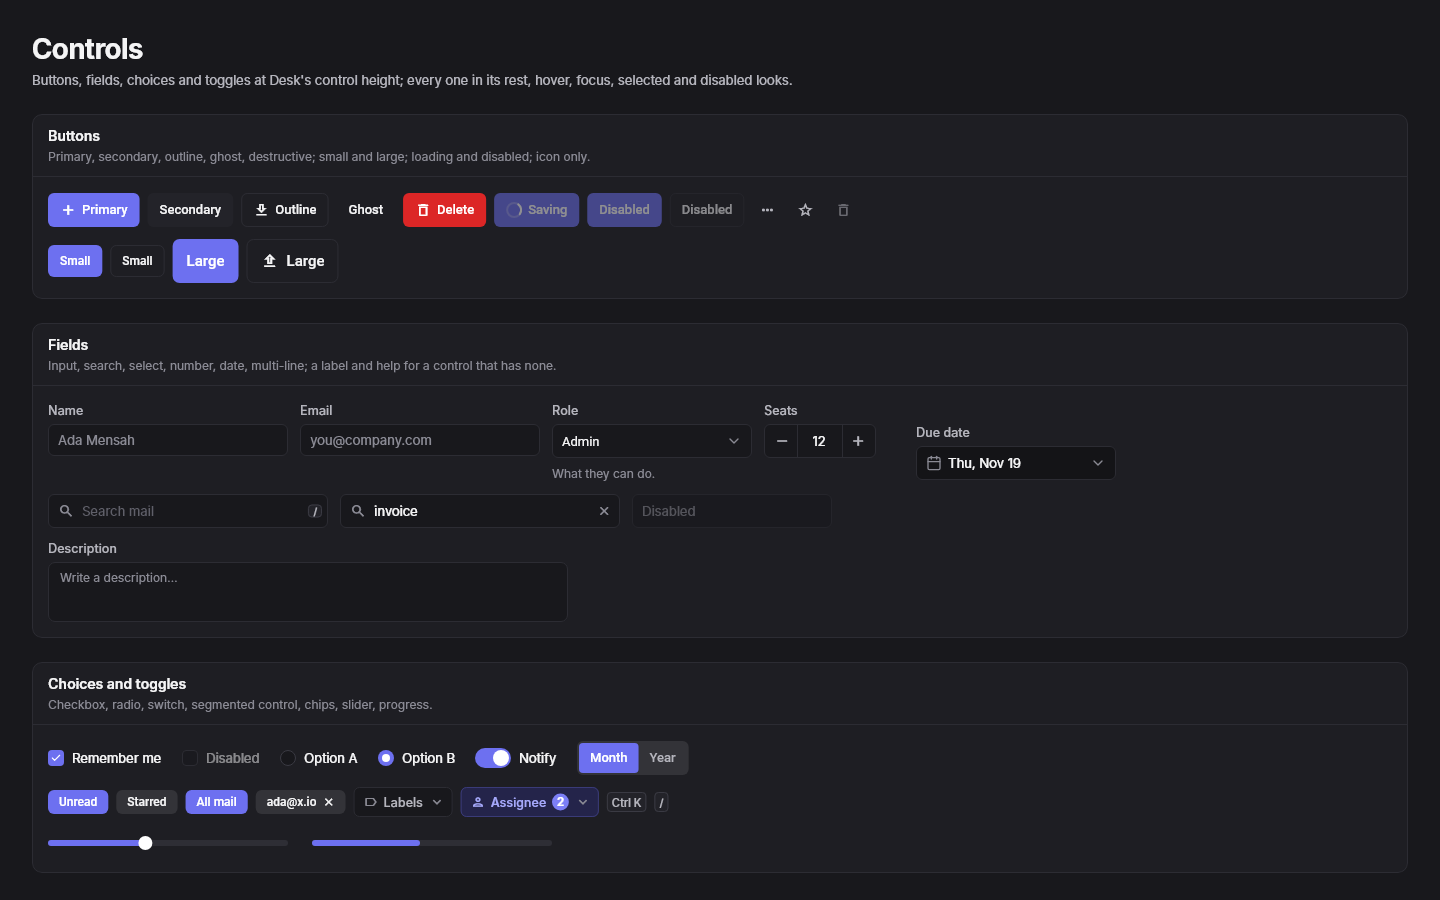 Controls
Buttons, fields, choices and toggles at Desk's control height; every one in its rest, hover, focus, selected and disabled looks.
Buttons
Primary, secondary, outline, ghost, destructive; small and large; loading and disabled; icon only.
Primary Secondary Outline Ghost Delete Saving Disabled Disabled
Small Small Large Large
Fields
Input, search, select, number, date, multi-line; a label and help for a control that has none.
Name Email Role Seats
Due date
Ada Mensah you@company.com Admin 12
Thu, Nov 19
What they can do.
Search mail / invoice Disabled
Description
Write a description...
Choices and toggles
Checkbox, radio, switch, segmented control, chips, slider, progress.
Remember me Disabled Option A Option B Notify Month Year
Unread Starred All mail ada@x.io Labels Assignee 2 Ctrl K /